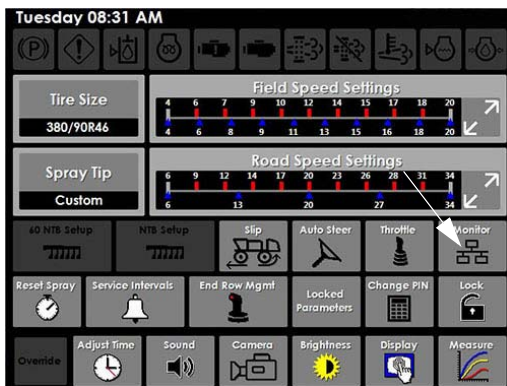 Tuesday 08:31 AM
(P)
Tire Size
380/90R46
Field Speed Settings
4 6 7 9 10 12 14 15 17 18 20
4 6 8 9 11 13 15 16 18 20
Spray Tip
Custom
Road Speed Settings
6 9 12 14 17 20 23 26 28 31 34
6 13 20 27 34
60 NTB Setup
NTB Setup
Slip
Auto Steer
Throttle
Monitor
Reset Spray
Service Intervals
End Row Mgmt
Locked
Parameters
Change PIN
Lock
Override
Adjust Time
Sound
Camera
Brightness
Display
Measure